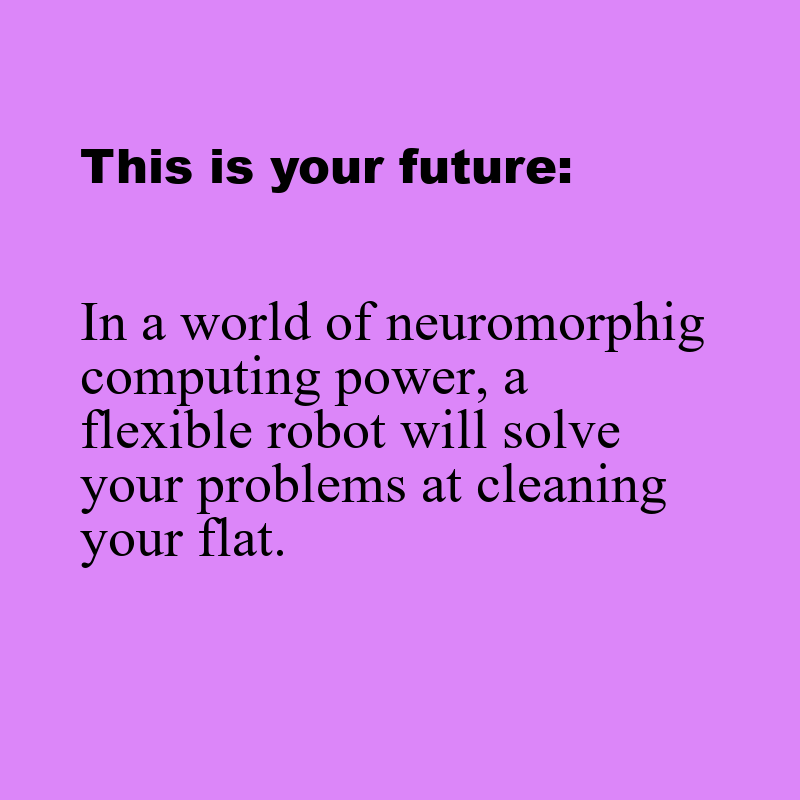 This is your future:
In a world of neuromorphig
computing power, a
flexible robot will solve
your problems at cleaning
your flat.